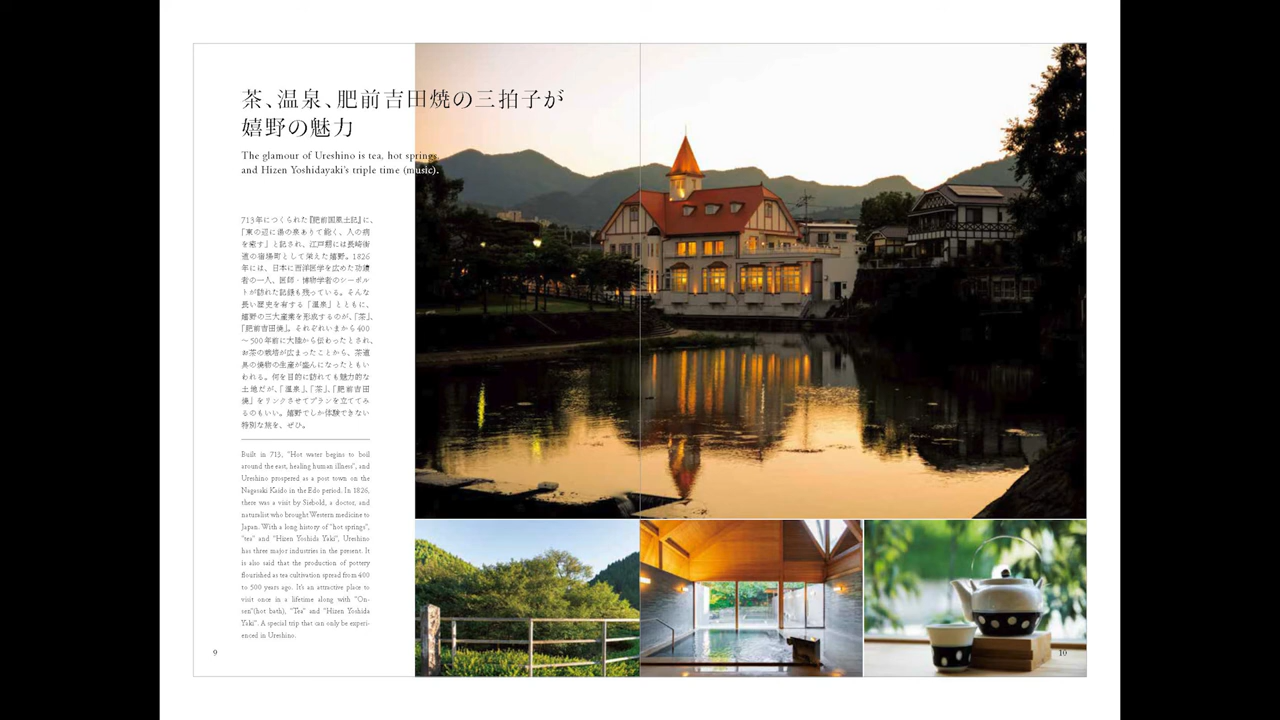 茶、温泉、肥前吉田焼の三拍子が
嬉野の魅力
The glamour of Ureshino is tea, hot springs,
and Hizen Yoshidayaki's triple time (music).
713年につくられた『肥前国風土記』に、
「東の辺に湯の泉ありて能く、人の病
を癒す」と記され、江戸期には長崎街
道の宿場町として栄えた嬉野。1826
年には、日本に西洋医学を広めた功績
者の一人、医師・博物学者のシーボル
トが訪れた記録も残っている。そんな
長い歴史を有する「温泉」とともに、
嬉野の三大産業を形成するのが、「茶」、
「肥前吉田焼」。それぞれいまから400
〜500年前に大陸から伝わったとされ、
お茶の栽培が広まったことから、茶道
具の焼物の生産が盛んになったともい
われる。何を目的に訪れても魅力的な
土地だが、「温泉」、「茶」、「肥前吉田
焼」をリンクさせてプランを立ててみ
るのもいい。嬉野でしか体験できない
特別な旅を、ぜひ。
Built in 713, "Hot water begins to boil
around the east, healing human illness", and
Ureshino prospered as a post town on the
Nagasaki Kaido in the Edo period. In 1826,
there was a visit by Siebold, a doctor, and
naturalist who brought Western medicine to
Japan. With a long history of "hot springs",
"tea" and "Hizen Yoshida Yaki", Ureshino
has three major industries in the present. It
is also said that the production of pottery
flourished as tea cultivation spread from 400
to 500 years ago. It's an attractive place to
visit once in a lifetime along with "On-
sen"(hot bath), "Tea" and "Hizen Yoshida
Yaki". A special trip that can only be experi-
enced in Ureshino.
9
10